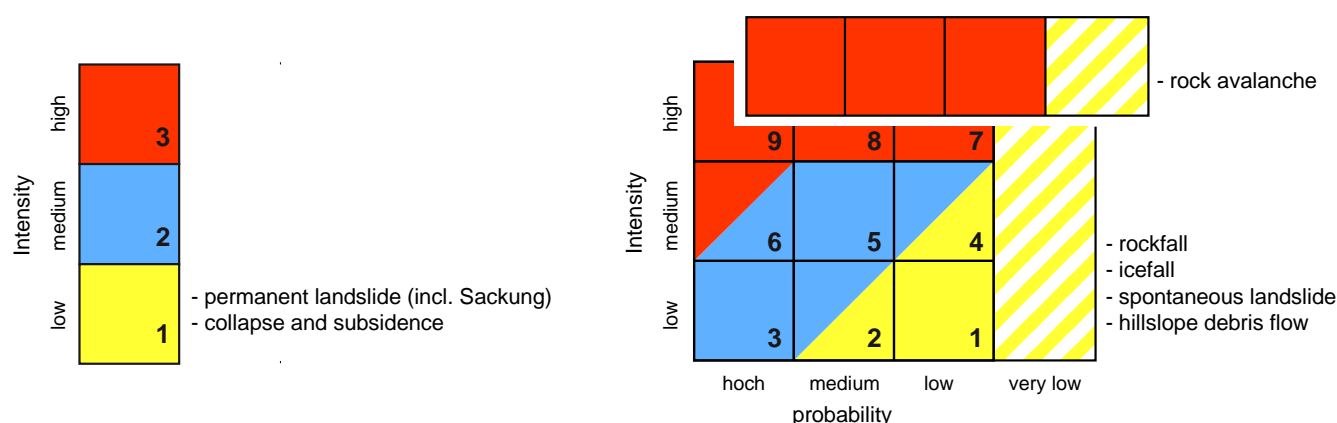 Intensity
high
medium
low
3
2
1
- permanent landslide (incl. Sackung)
- collapse and subsidence
- rock avalanche
Intensity
high
medium
low
9 8 7
6 5 4
3 2 1
- rockfall
- icefall
- spontaneous landslide
- hillslope debris flow
hoch medium low very low
probability